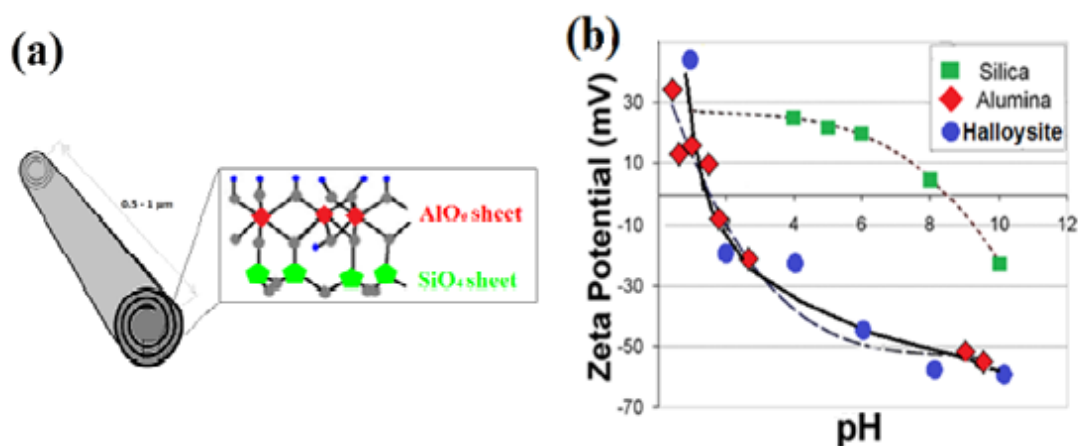 (a)
0.5 - 1 µm
AlO₆ sheet
SiO₄ sheet
(b)
Zeta Potential (mV)
30
10
-10
-30
-50
-70
2
4
6
8
10
12
pH
Silica
Alumina
Halloysite